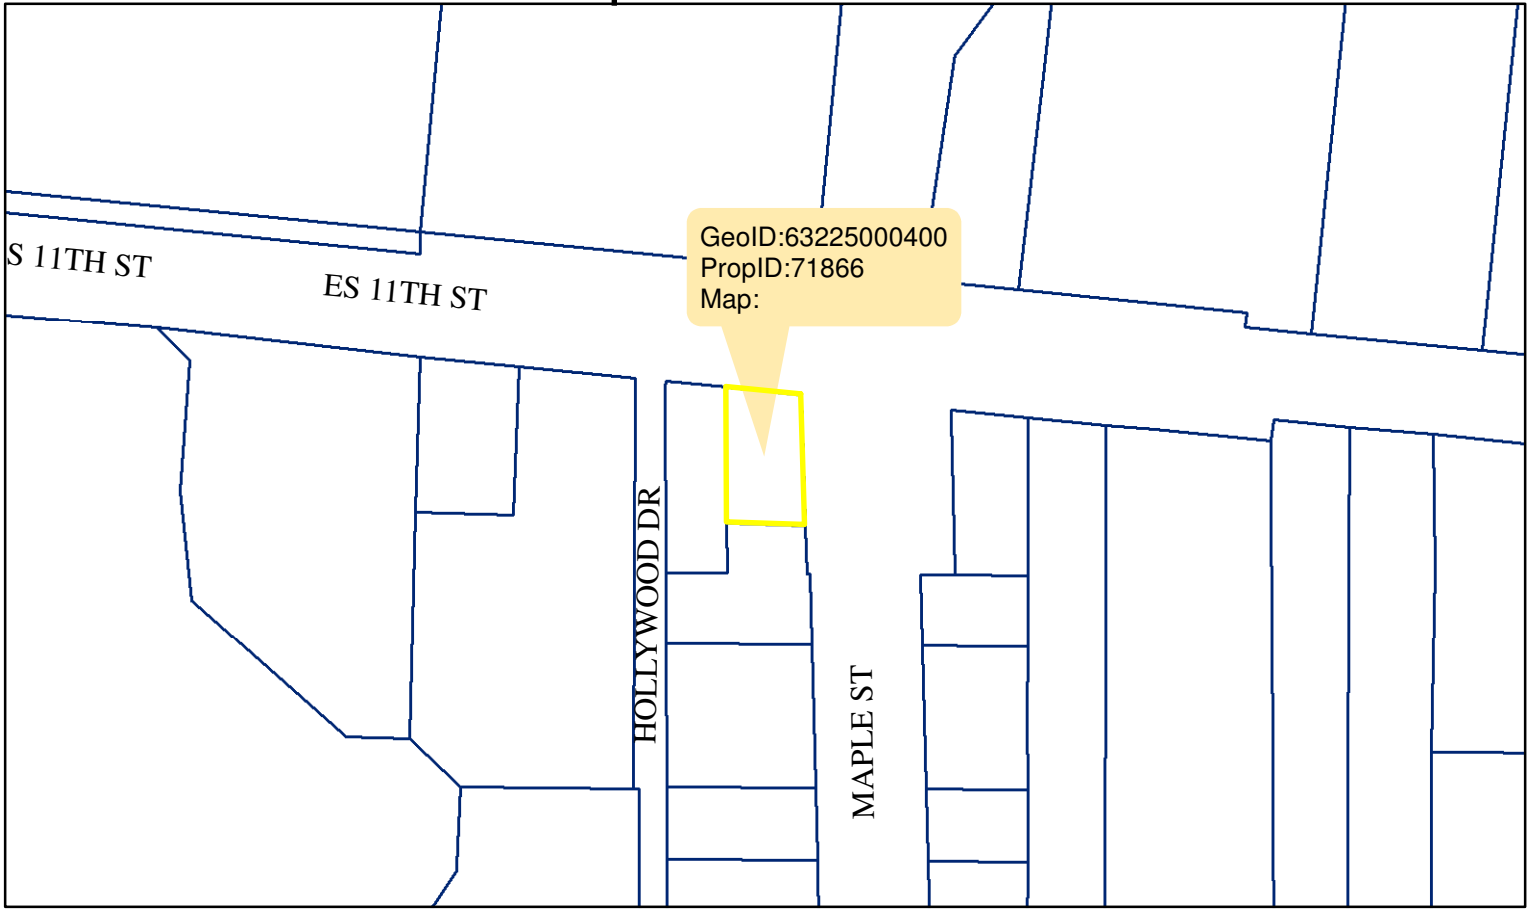 GeoID:63225000400
PropID:71866
Map:
S 11TH ST
ES 11TH ST
HOLLYWOOD DR
MAPLE ST